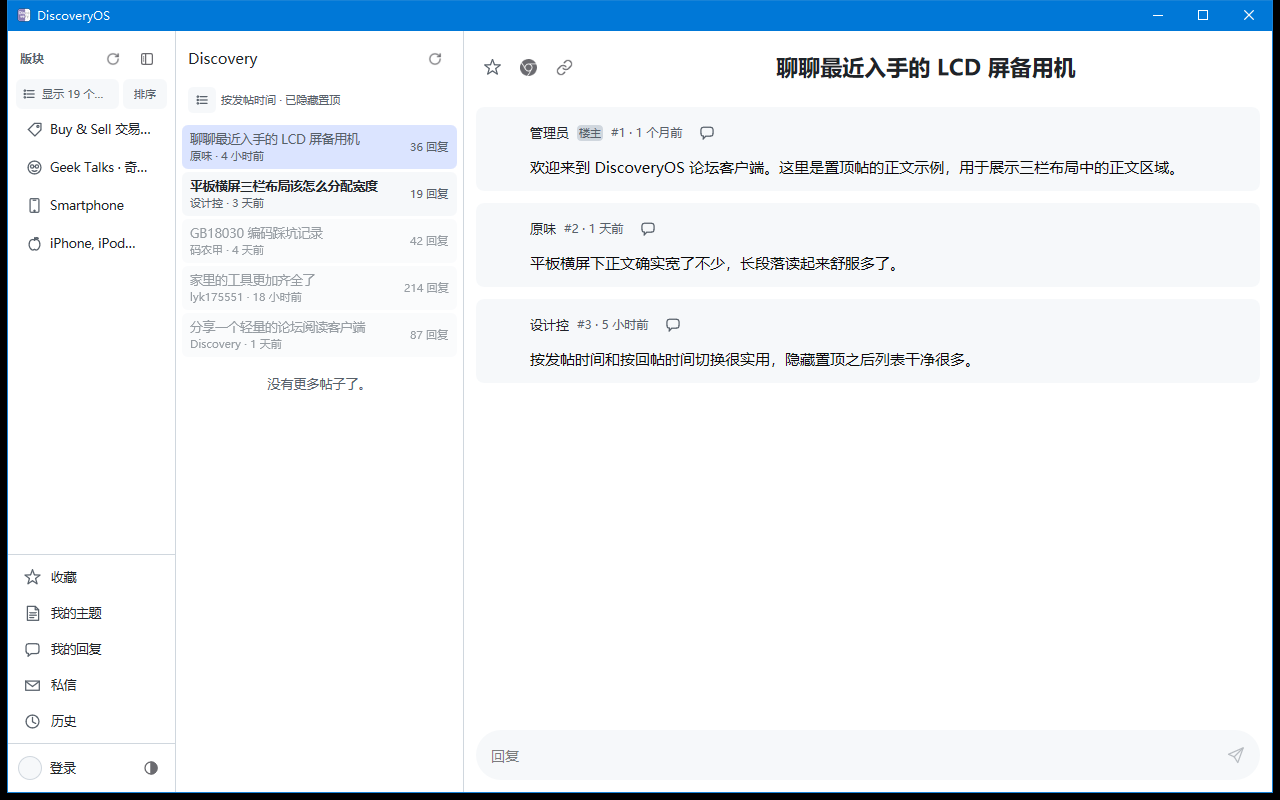 DiscoveryOS
版块
显示 19 个...
排序
Buy & Sell 交易...
Geek Talks · 奇...
Smartphone
iPhone, iPod...
收藏
我的主题
我的回复
私信
历史
登录
Discovery
按发帖时间 · 已隐藏置顶
聊聊最近入手的 LCD 屏备用机
原味 · 4 小时前
36 回复
平板横屏三栏布局该怎么分配宽度
设计控 · 3 天前
19 回复
GB18030 编码踩坑记录
码农甲 · 4 天前
42 回复
家里的工具更加齐全了
lyk175551 · 18 小时前
214 回复
分享一个轻量的论坛阅读客户端
Discovery · 1 天前
87 回复
没有更多帖子了。
聊聊最近入手的 LCD 屏备用机
管理员 楼主 #1 · 1 个月前
欢迎来到 DiscoveryOS 论坛客户端。这里是置顶帖的正文示例，用于展示三栏布局中的正文区域。
原味 #2 · 1 天前
平板横屏下正文确实宽了不少，长段落读起来舒服多了。
设计控 #3 · 5 小时前
按发帖时间和按回帖时间切换很实用，隐藏置顶之后列表干净很多。
回复